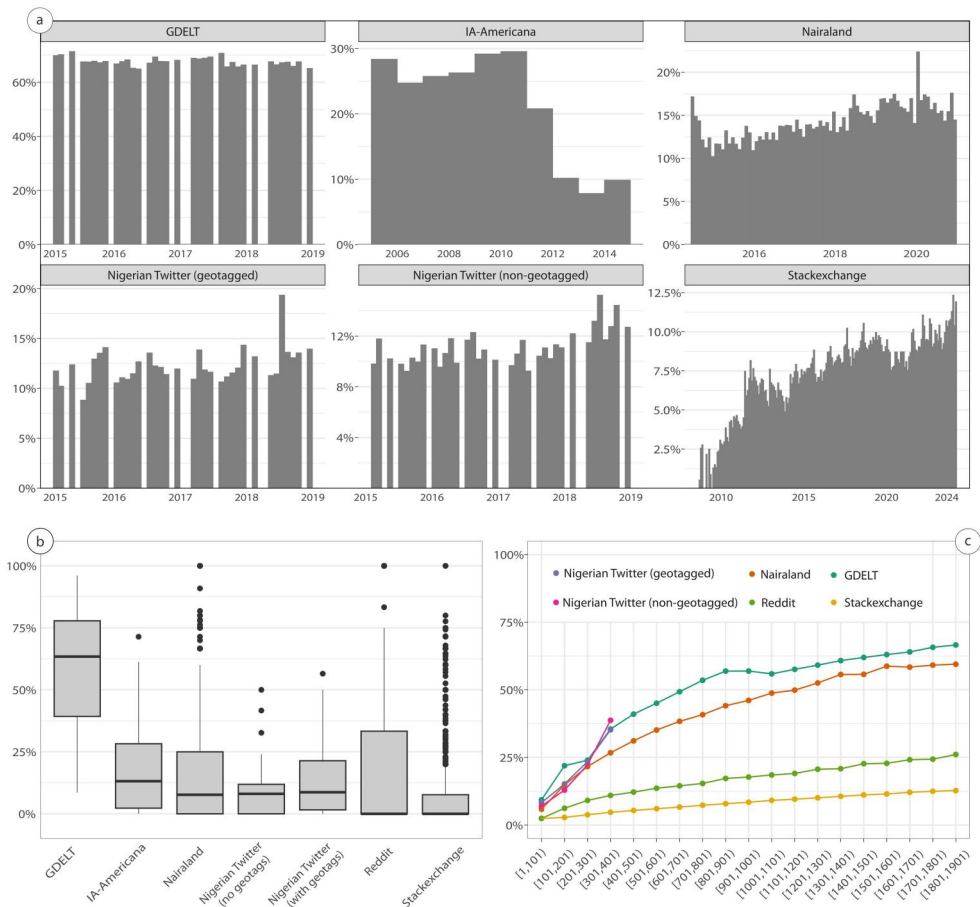 a
GDELT
IA-Americana
Nairaland
60%
40%
20%
0%
2015 2016 2017 2018 2019
30%
20%
10%
0%
2006 2008 2010 2012 2014
20%
15%
10%
5%
0%
2016 2018 2020
Nigerian Twitter (geotagged)
Nigerian Twitter (non-geotagged)
Stackexchange
20%
15%
10%
5%
0%
2015 2016 2017 2018 2019
12%
8%
4%
2015 2016 2017 2018 2019
12.5%
10.0%
7.5%
5.0%
2.5%
2010 2015 2020 2024
b
100%
75%
50%
25%
0%
GDELT
IA-Americana
Nairaland
Nigerian Twitter
(no geotags)
Nigerian Twitter
(with geotags)
Reddit
Stackexchange
c
100%
75%
50%
25%
0%
Nigerian Twitter (geotagged) Nairaland GDELT
Nigerian Twitter (non-geotagged) Reddit Stackexchange
[1,101)
[101,201)
[201,301)
[301,401)
[401,501)
[501,601)
[601,701)
[701,801)
[801,901)
[901,1001)
[1001,1101)
[1101,1201)
[1201,1301)
[1301,1401)
[1401,1501)
[1501,1601)
[1601,1701)
[1701,1801)
[1801,1901)